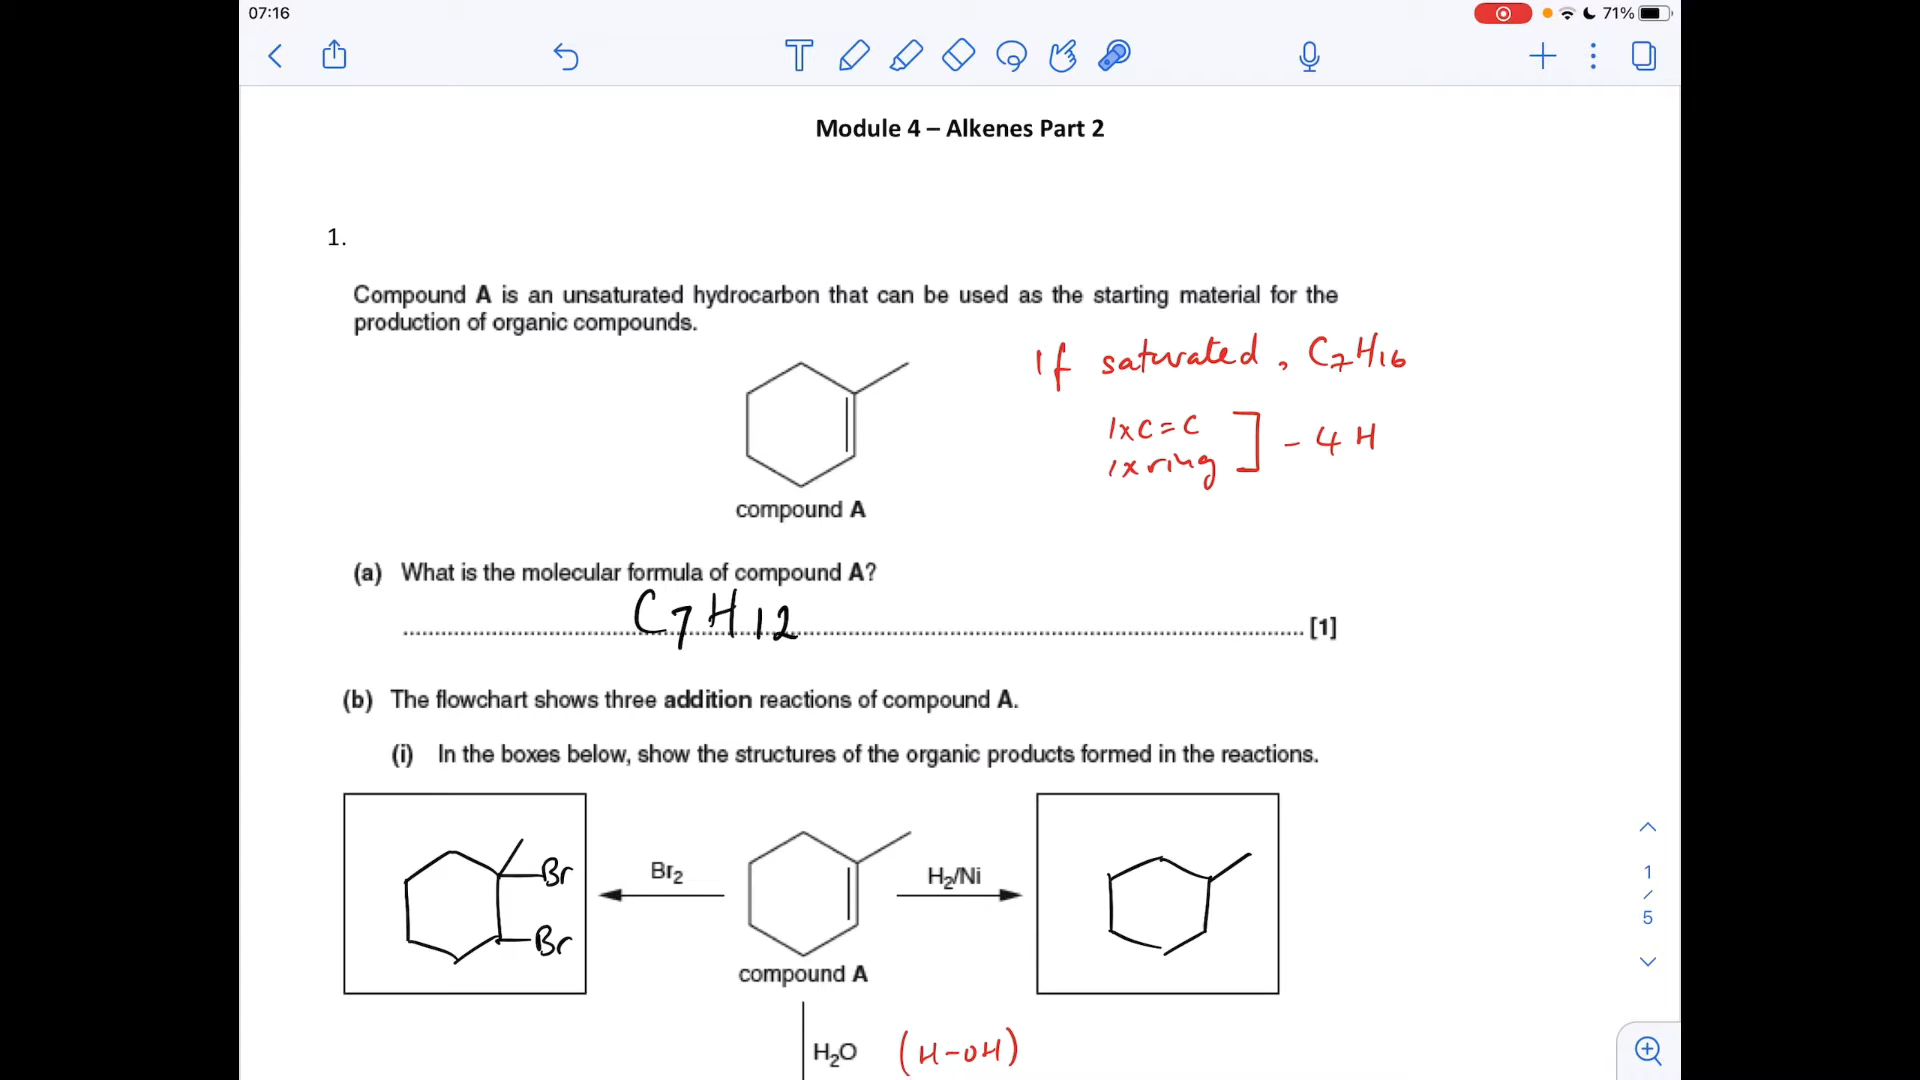 07:16
71%
Module 4 – Alkenes Part 2
1.
Compound A is an unsaturated hydrocarbon that can be used as the starting material for the
production of organic compounds.
If saturated, C7H16
1xC=C
1xring
- 4 H
compound A
(a) What is the molecular formula of compound A?
C7H12
[1]
(b) The flowchart shows three addition reactions of compound A.
(i) In the boxes below, show the structures of the organic products formed in the reactions.
Br
Br
Br2
H2/Ni
compound A
H2O (H-OH)
1
/
5